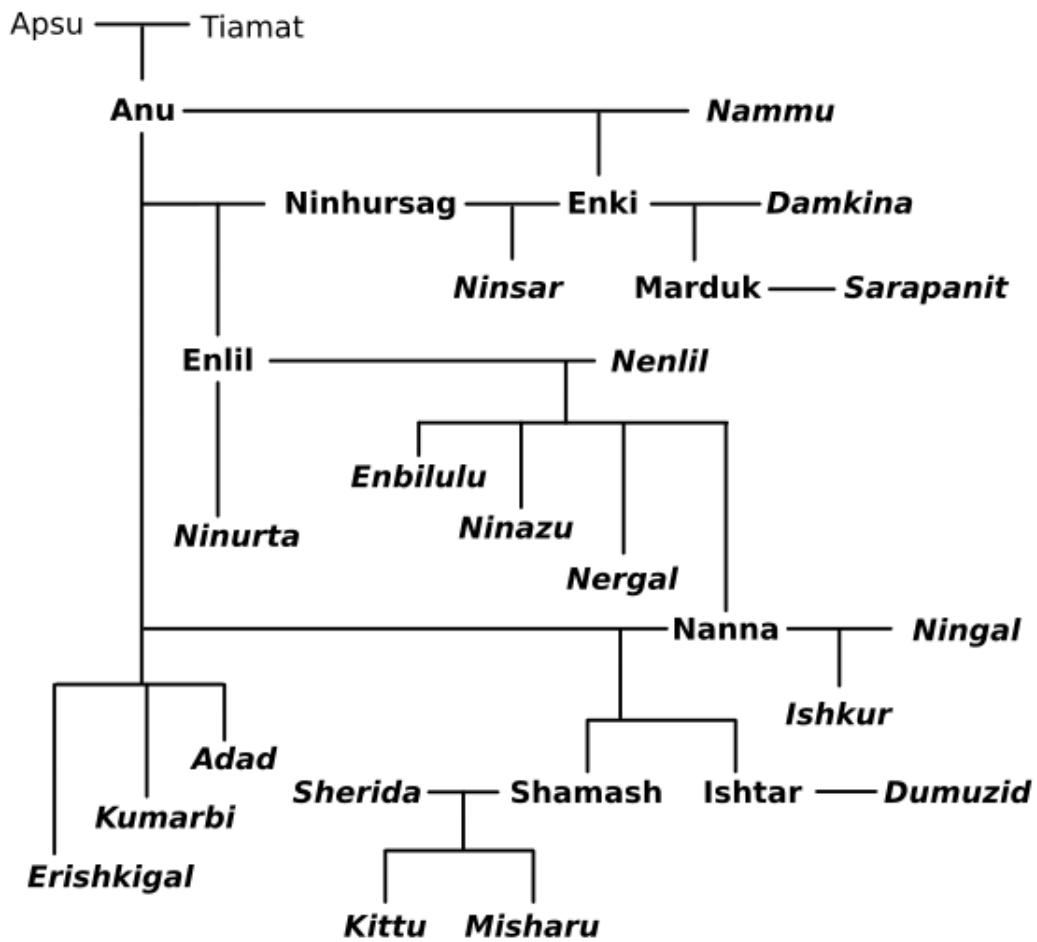 Apsu Tiamat
Anu Nammu
Ninhursag Enki Damkina
Ninsar Marduk Sarapanit
Enlil Nenlil
Enbilulu
Ninazu
Ninurta
Nergal
Nanna Ningal
Ishkur
Adad
Sherida Shamash Ishtar Dumuzid
Kumarbi
Erishkigal
Kittu Misharu